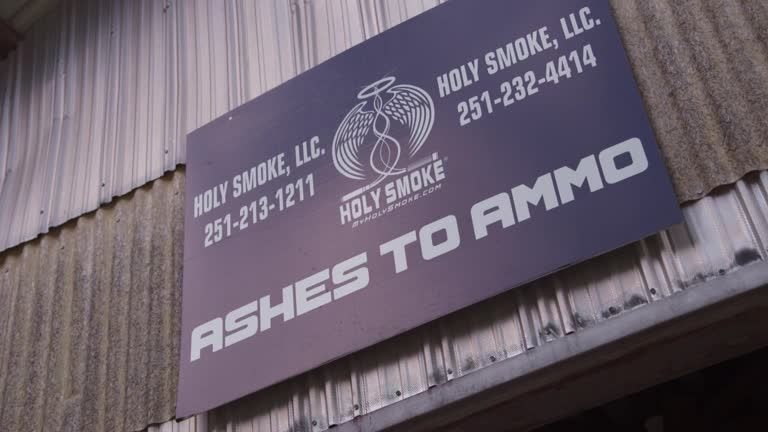 HOLY SMOKE, LLC.
251-213-1211
HOLY SMOKE®
MYHOLYSMOKE.COM
HOLY SMOKE, LLC.
251-232-4414
ASHES TO AMMO